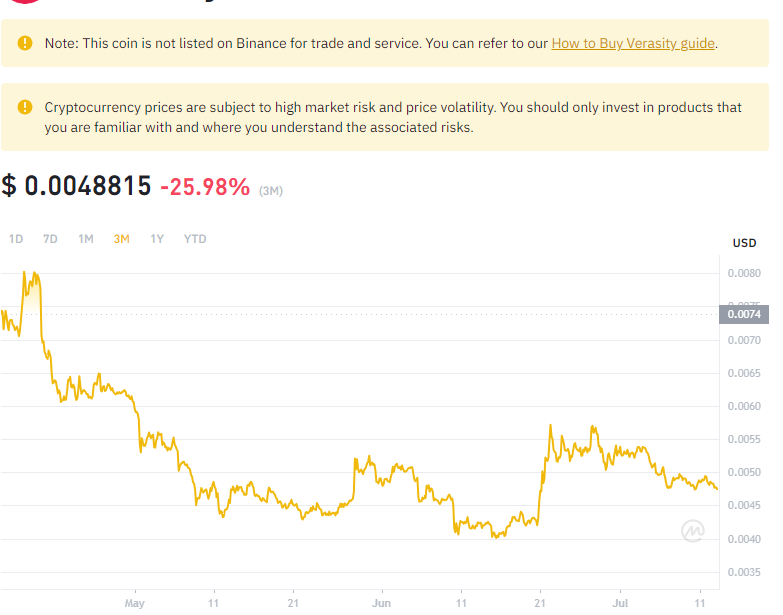 Note: This coin is not listed on Binance for trade and service. You can refer to our How to Buy Verasity guide.
Cryptocurrency prices are subject to high market risk and price volatility. You should only invest in products that
you are familiar with and where you understand the associated risks.
$ 0.0048815 -25.98% (3M)
1D 7D 1M 3M 1Y YTD
USD
0.0080
0.0075
0.0074
0.0070
0.0065
0.0060
0.0055
0.0050
0.0045
0.0040
0.0035
May 11 21 Jun 11 21 Jul 11